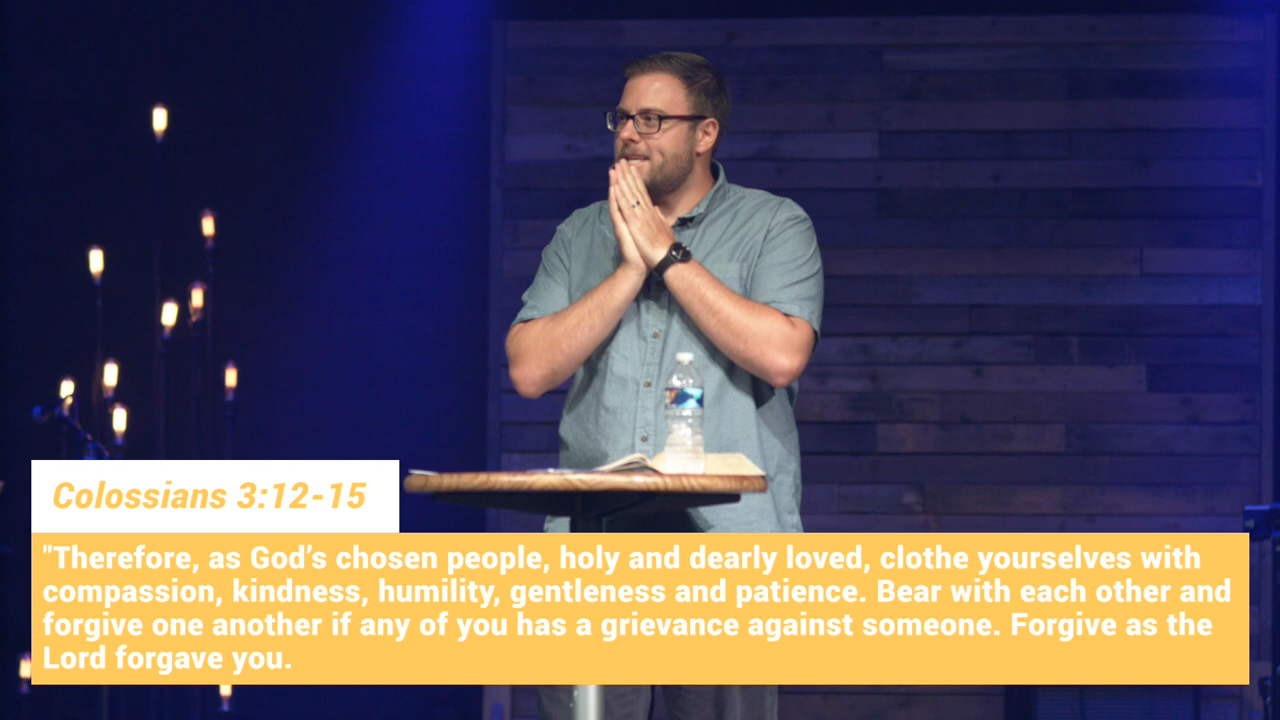 Colossians 3:12-15
"Therefore, as God’s chosen people, holy and dearly loved, clothe yourselves with
compassion, kindness, humility, gentleness and patience. Bear with each other and
forgive one another if any of you has a grievance against someone. Forgive as the
Lord forgave you.